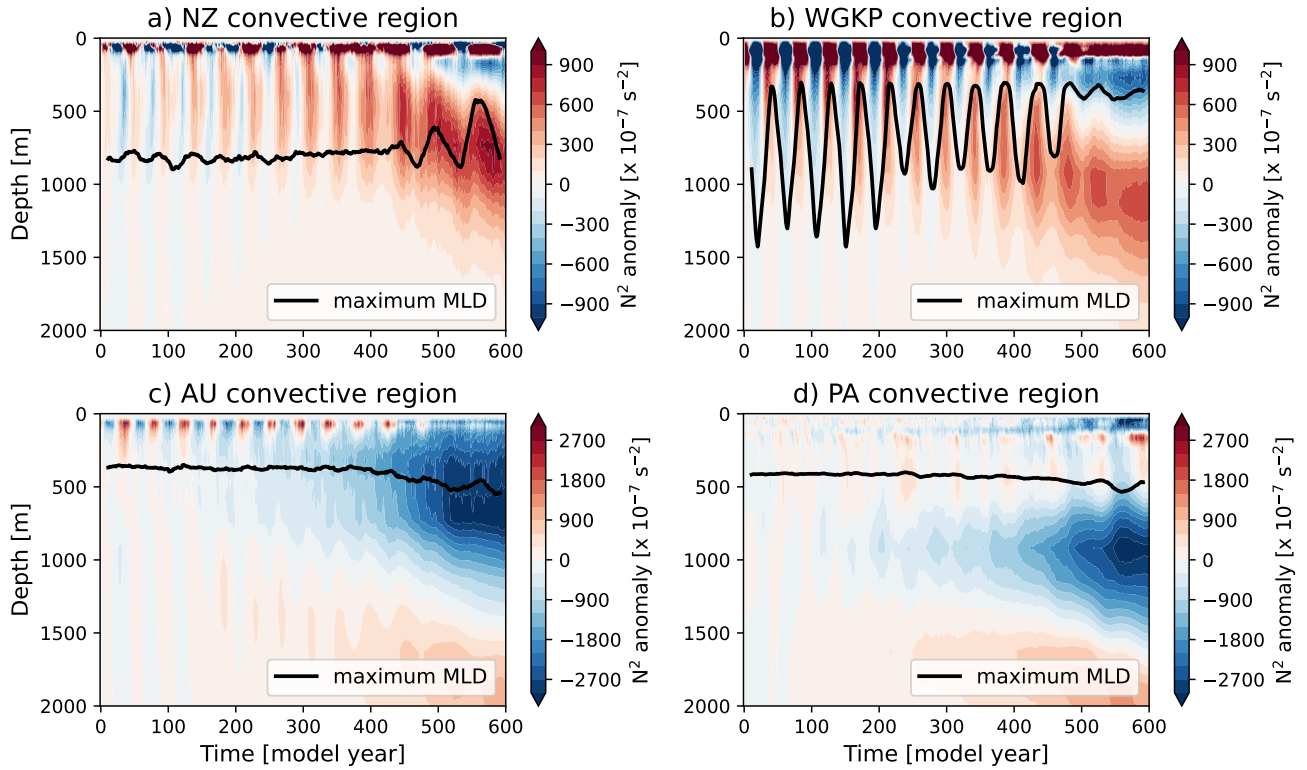 a) NZ convective region
b) WGKP convective region
0
500
1000
1500
2000
Depth [m]
0 100 200 300 400 500 600
maximum MLD
900
600
300
0
−300
−600
−900
N² anomaly [x 10⁻⁷ s⁻²]
0
500
1000
1500
2000
0 100 200 300 400 500 600
maximum MLD
900
600
300
0
−300
−600
−900
N² anomaly [x 10⁻⁷ s⁻²]
c) AU convective region
d) PA convective region
0
500
1000
1500
2000
Depth [m]
0 100 200 300 400 500 600
Time [model year]
maximum MLD
2700
1800
900
0
−900
−1800
−2700
N² anomaly [x 10⁻⁷ s⁻²]
0
500
1000
1500
2000
0 100 200 300 400 500 600
Time [model year]
maximum MLD
2700
1800
900
0
−900
−1800
−2700
N² anomaly [x 10⁻⁷ s⁻²]